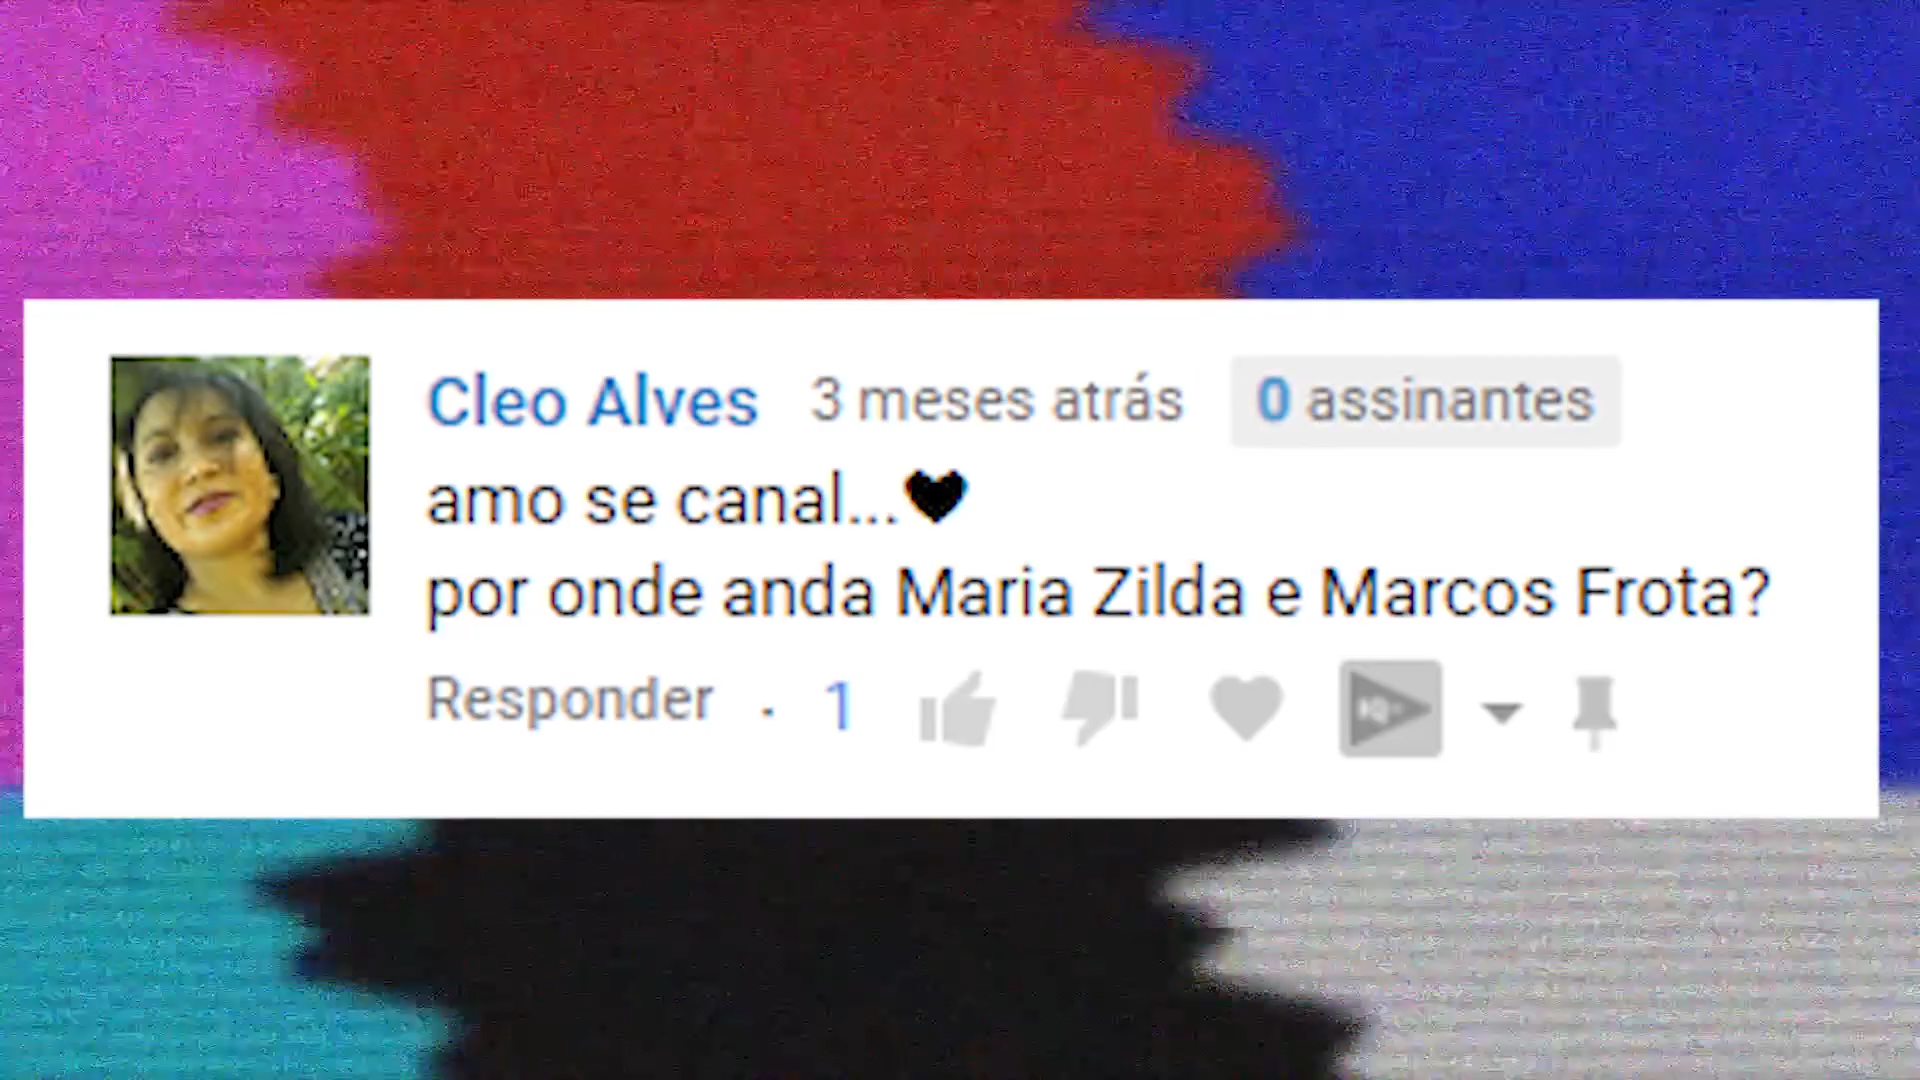 Cleo Alves 3 meses atrás 0 assinantes
amo se canal...🖤
por onde anda Maria Zilda e Marcos Frota?
Responder . 1